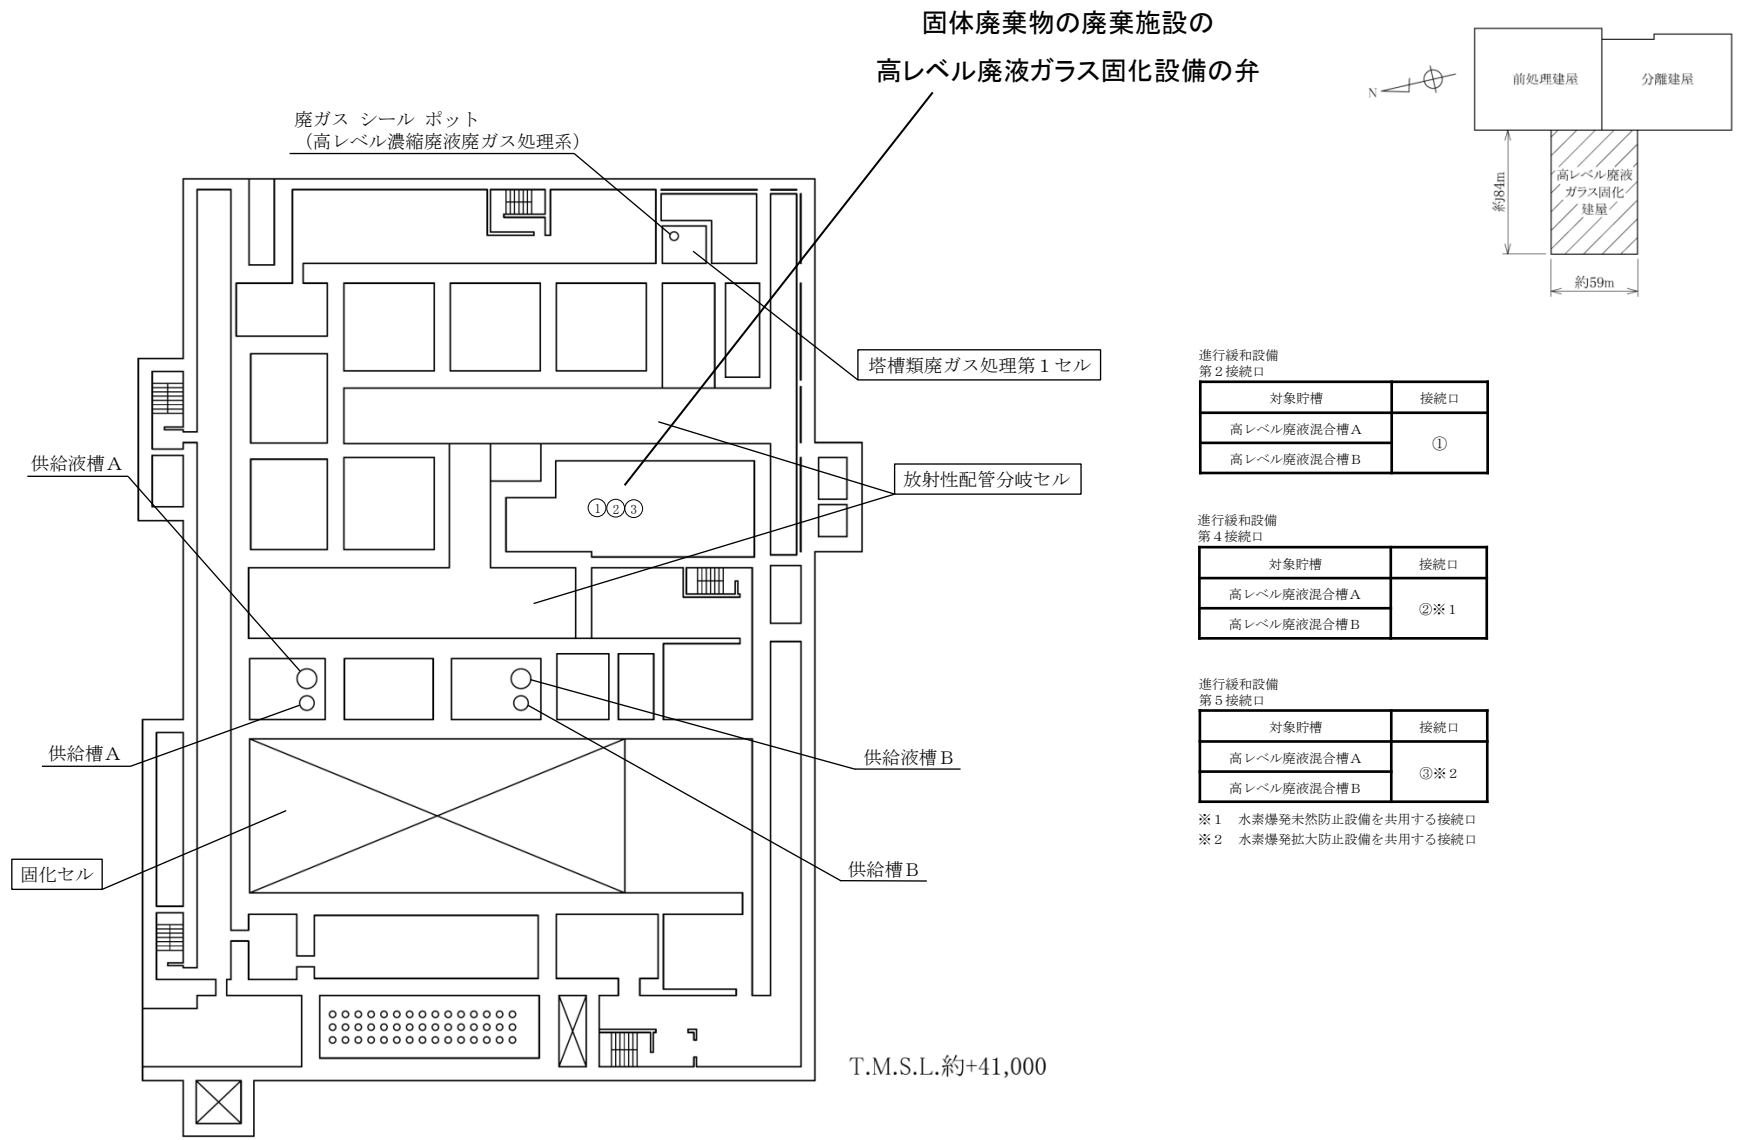 固体廃棄物の廃棄施設の
高レベル廃液ガラス固化設備の弁
N
前処理建屋
分離建屋
高レベル廃液
ガラス固化
建屋
約84m
約59m
廃ガス シール ポット
(高レベル濃縮廃液廃ガス処理系)
塔槽類廃ガス処理第1セル
放射性配管分岐セル
供給液槽A
①②③
供給槽A
供給液槽B
供給槽B
固化セル
T.M.S.L.約+41,000
進行緩和設備
第2接続口
対象貯槽 接続口
高レベル廃液混合槽A
①
高レベル廃液混合槽B
進行緩和設備
第4接続口
対象貯槽 接続口
高レベル廃液混合槽A
②※1
高レベル廃液混合槽B
進行緩和設備
第5接続口
対象貯槽 接続口
高レベル廃液混合槽A
③※2
高レベル廃液混合槽B
※1 水素爆発未然防止設備を共用する接続口
※2 水素爆発拡大防止設備を共用する接続口